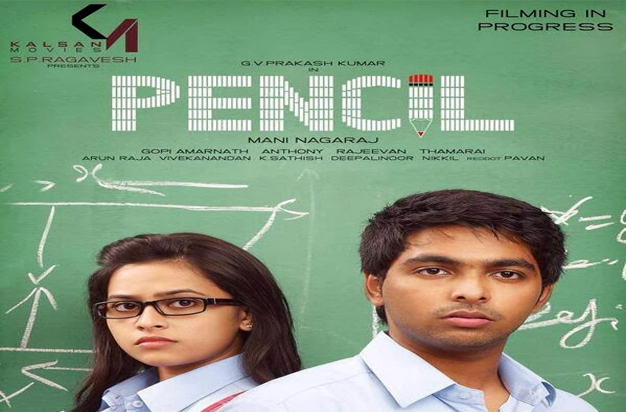 KALSAN
MOVIES
S.P.RAGAVESH
PRESENTS
FILMING IN
PROGRESS
G.V.PRAKASH KUMAR
IN
PENCIL
MANI NAGARAJ
GOPI AMARNATH ANTHONY RAJEEVAN THAMARAI
ARUN RAJA VIVEKANANDAN K.SATHISH DEEPALINOOR NIKKIL REDDOT PAVAN